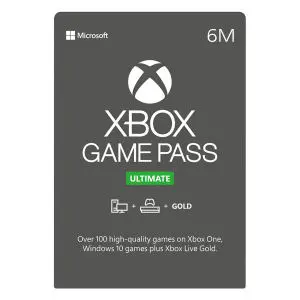 Microsoft
6M
XBOX
GAME PASS
ULTIMATE
+ + GOLD
Over 100 high-quality games on Xbox One,
Windows 10 games plus Xbox Live Gold.